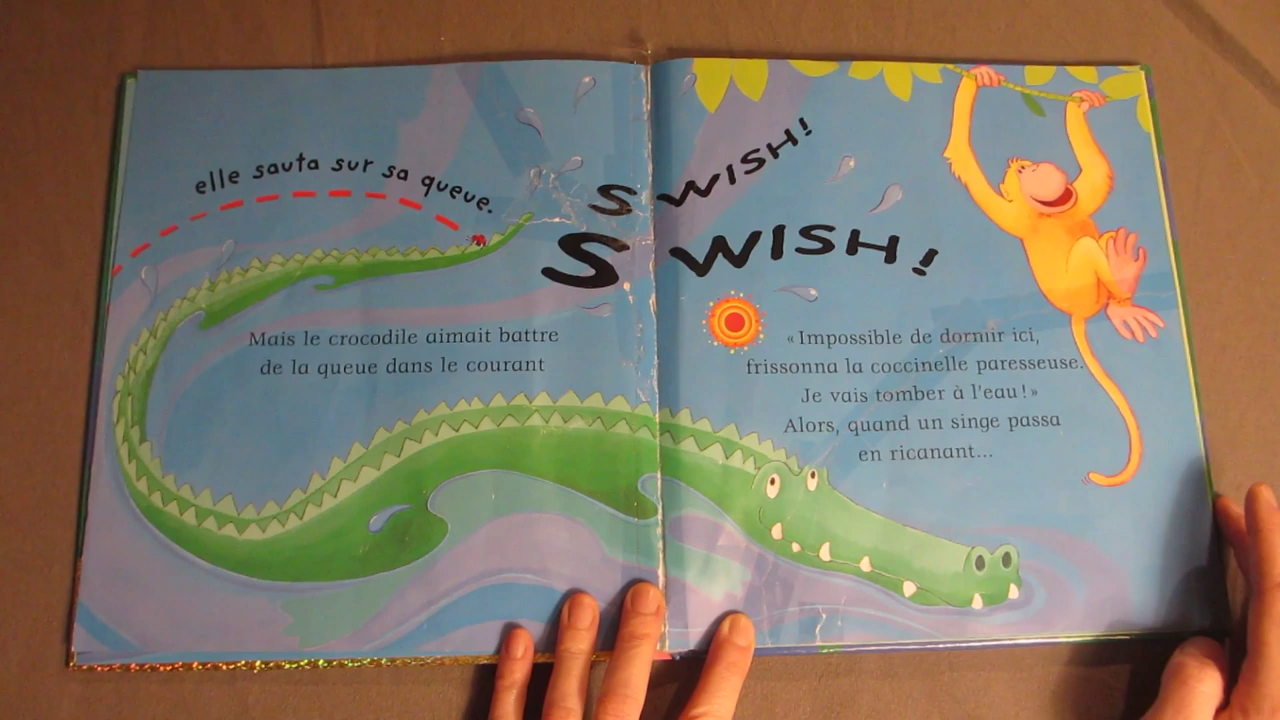 elle sauta sur sa queue.
SWISH!
SWISH!
Mais le crocodile aimait battre
de la queue dans le courant
«Impossible de dormir ici,
frissonna la coccinelle paresseuse.
Je vais tomber à l'eau!»
Alors, quand un singe passa
en ricanant...